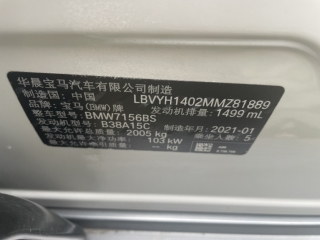 华晨宝马汽车有限公司制造
制造国：中国 LBVYH1402MMZ81889
品牌：宝马(BMW)牌 发动机排量：1499 mL
整车型号：BMW7156BS
发动机型号：B38A15C 制造年月：2021-01
最大允许总质量：2005 kg 乘坐人数：5
发动机最大净功率：103 kW
-- kg